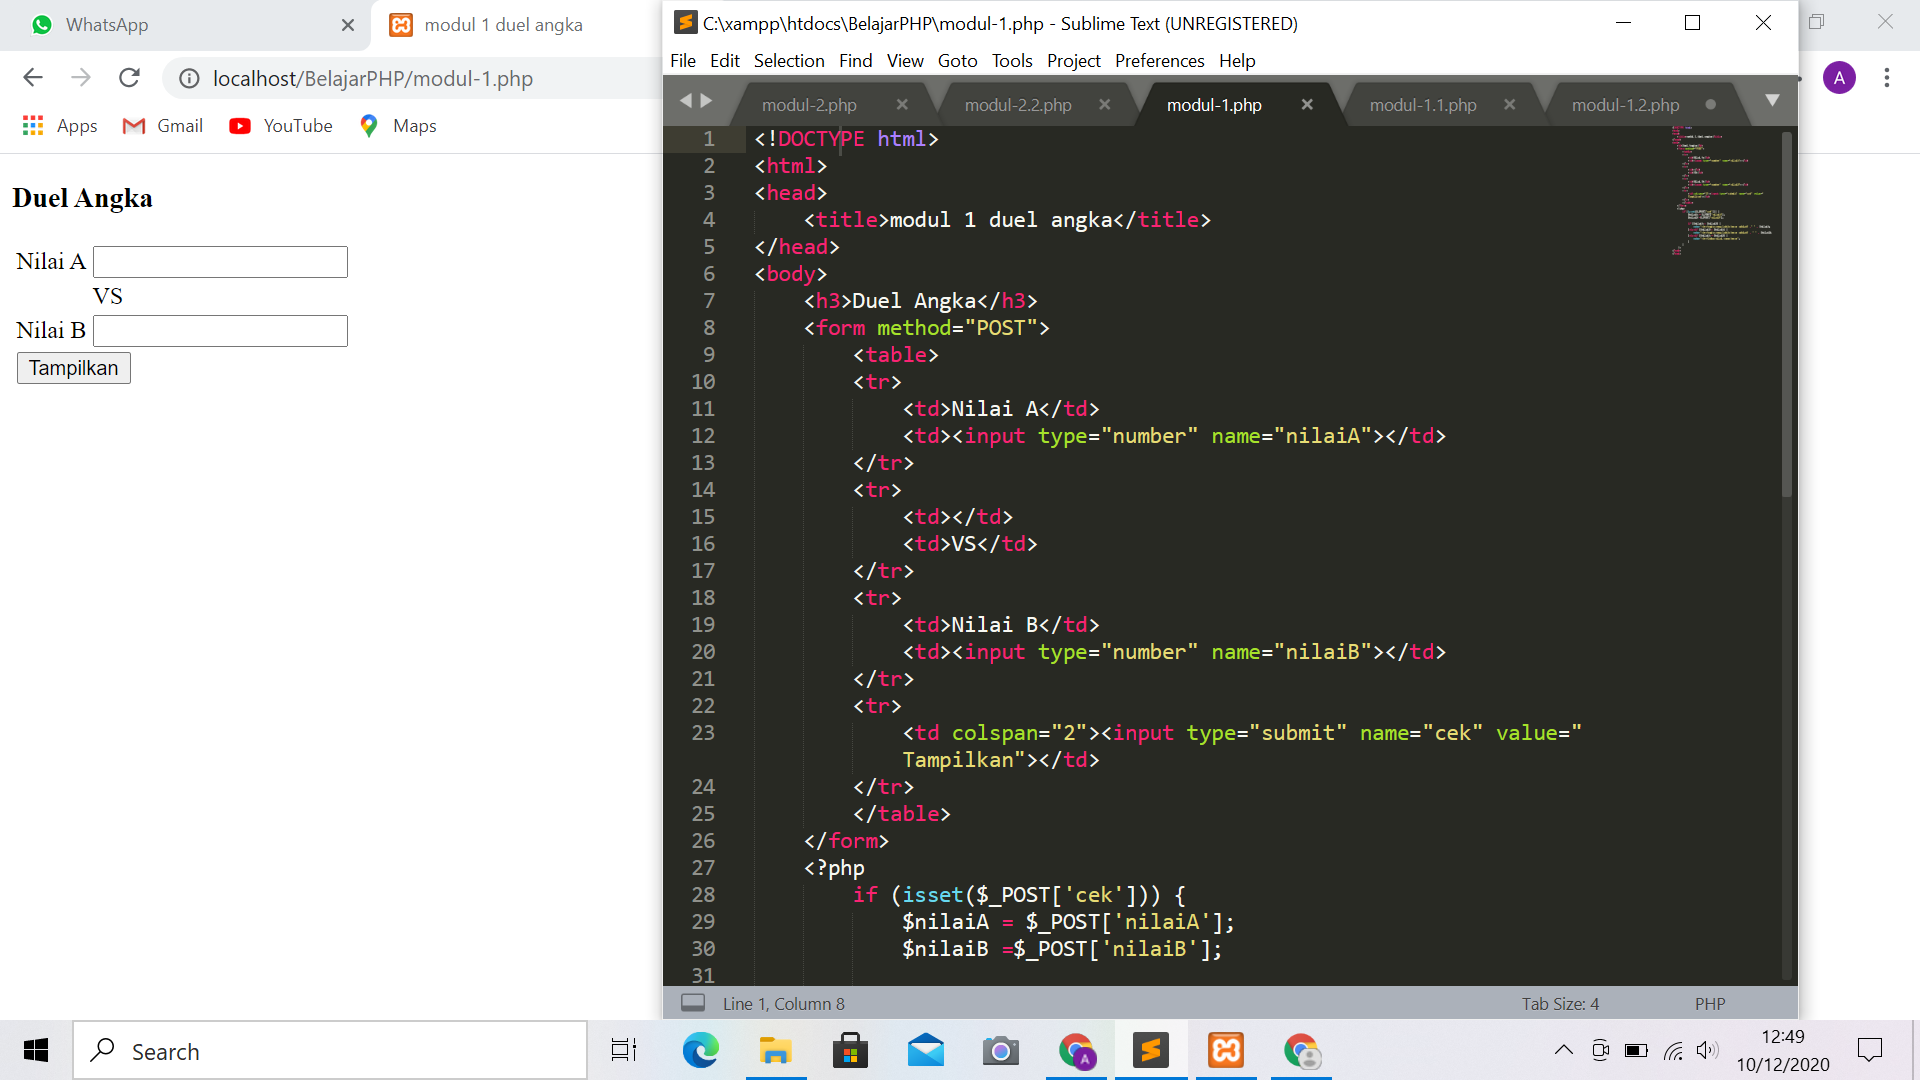 WhatsApp
modul 1 duel angka
localhost/BelajarPHP/modul-1.php
A
Apps
Gmail
YouTube
Maps
Duel Angka
Nilai A
VS
Nilai B
Tampilkan
C:\xampp\htdocs\BelajarPHP\modul-1.php - Sublime Text (UNREGISTERED)
File Edit Selection Find View Goto Tools Project Preferences Help
modul-2.php
modul-2.2.php
modul-1.php
modul-1.1.php
modul-1.2.php
1 <!DOCTYPE html>
2 <html>
3 <head>
4 <title>modul 1 duel angka</title>
5 </head>
6 <body>
7 <h3>Duel Angka</h3>
8 <form method="POST">
9 <table>
10 <tr>
11 <td>Nilai A</td>
12 <td><input type="number" name="nilaiA"></td>
13 </tr>
14 <tr>
15 <td></td>
16 <td>VS</td>
17 </tr>
18 <tr>
19 <td>Nilai B</td>
20 <td><input type="number" name="nilaiB"></td>
21 </tr>
22 <tr>
23 <td colspan="2"><input type="submit" name="cek" value="
Tampilkan"></td>
24 </tr>
25 </table>
26 </form>
27 <?php
28 if (isset($_POST['cek'])) {
29 $nilaiA = $_POST['nilaiA'];
30 $nilaiB =$_POST['nilaiB'];
31
Line 1, Column 8
Tab Size: 4
PHP
Search
A
12:49
10/12/2020